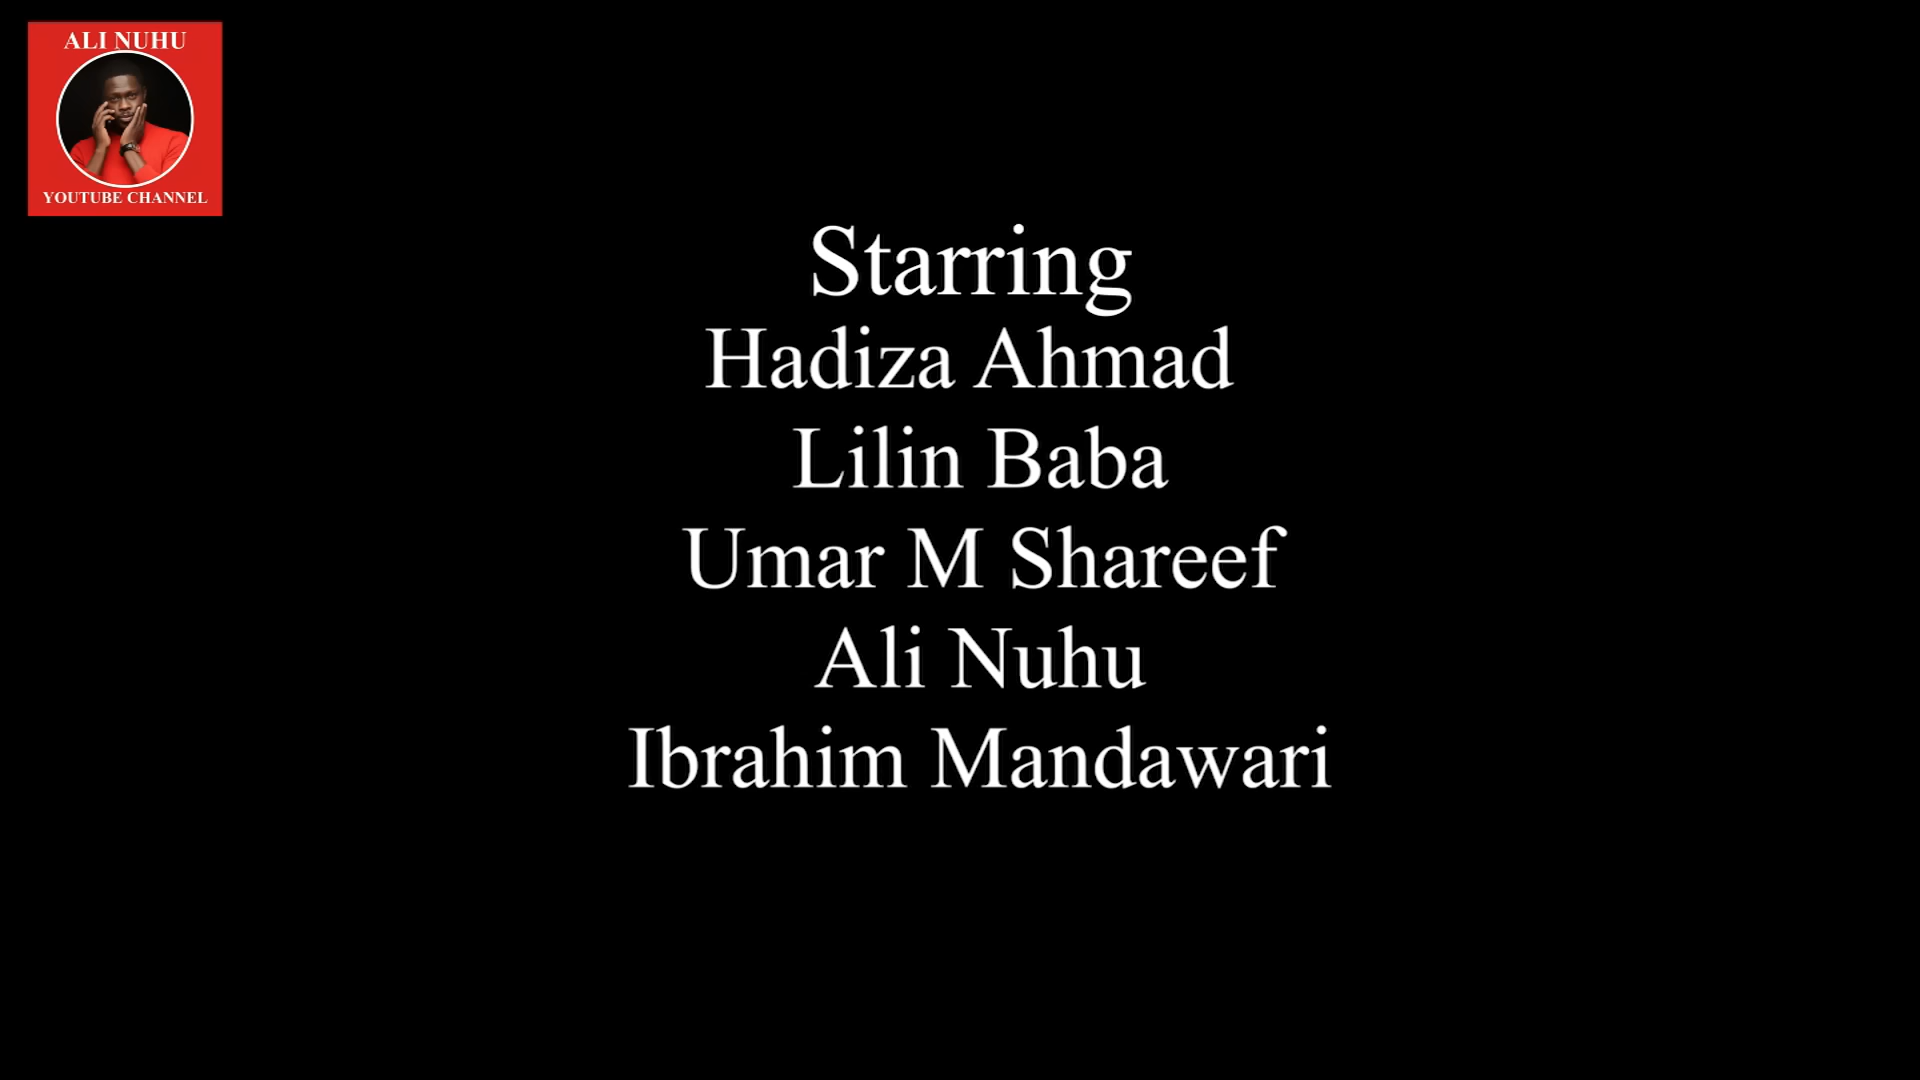 ALI NUHU
YOUTUBE CHANNEL
Starring
Hadiza Ahmad
Lilin Baba
Umar M Shareef
Ali Nuhu
Ibrahim Mandawari